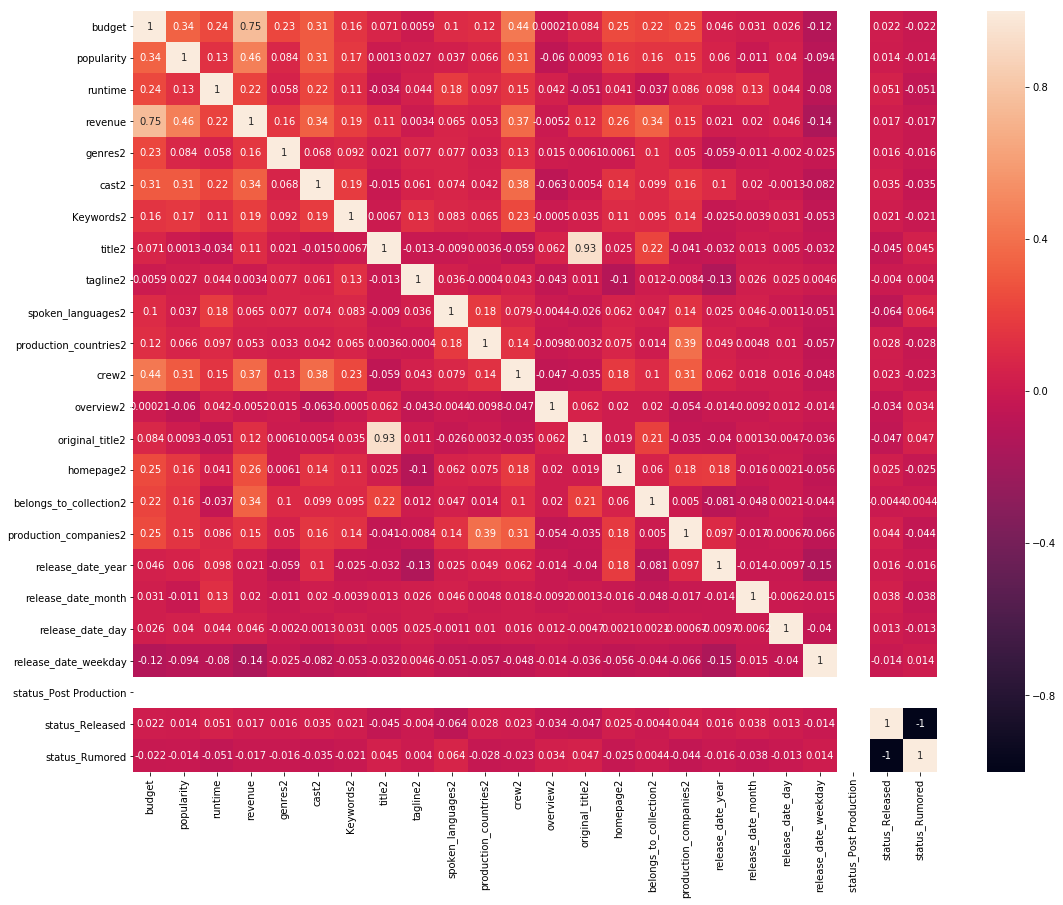 budget 1 0.34 0.24 0.75 0.23 0.31 0.16 0.071 0.0059 0.1 0.12 0.44 0.00021 0.084 0.25 0.22 0.25 0.046 0.031 0.026 -0.12 0.022 -0.022
popularity 0.34 1 0.13 0.46 0.084 0.31 0.17 0.0013 0.027 0.037 0.066 0.31 -0.06 0.0093 0.16 0.16 0.15 0.06 -0.011 0.04 -0.094 0.014 -0.014
runtime 0.24 0.13 1 0.22 0.058 0.22 0.11 -0.034 0.044 0.18 0.097 0.15 0.042 -0.051 0.041 -0.037 0.086 0.098 0.13 0.044 -0.08 0.051 -0.051
revenue 0.75 0.46 0.22 1 0.16 0.34 0.19 0.11 0.0034 0.065 0.053 0.37 -0.0052 0.12 0.26 0.34 0.15 0.021 0.02 0.046 -0.14 0.017 -0.017
genres2 0.23 0.084 0.058 0.16 1 0.068 0.092 0.021 0.077 0.077 0.033 0.13 0.015 0.0061 0.0061 0.1 0.05 -0.059 -0.011 -0.002 -0.025 0.016 -0.016
cast2 0.31 0.31 0.22 0.34 0.068 1 0.19 -0.015 0.061 0.074 0.042 0.38 -0.063 0.0054 0.14 0.099 0.16 0.1 0.02 -0.0013 -0.082 0.035 -0.035
Keywords2 0.16 0.17 0.11 0.19 0.092 0.19 1 0.0067 0.13 0.083 0.065 0.23 -0.0005 0.035 0.11 0.095 0.14 -0.025 -0.0039 0.031 -0.053 0.021 -0.021
title2 0.071 0.0013 -0.034 0.11 0.021 -0.015 0.0067 1 -0.013 -0.009 0.0036 -0.059 0.062 0.93 0.025 0.22 -0.041 -0.032 0.013 0.005 -0.032 -0.045 0.045
tagline2 0.0059 0.027 0.044 0.0034 0.077 0.061 0.13 -0.013 1 0.036 -0.0004 0.043 -0.043 0.011 -0.1 0.012 -0.0084 -0.13 0.026 0.025 0.0046 -0.004 0.004
spoken_languages2 0.1 0.037 0.18 0.065 0.077 0.074 0.083 -0.009 0.036 1 0.18 0.079 -0.0044 -0.026 0.062 0.047 0.14 0.025 0.046 -0.0011 -0.051 -0.064 0.064
production_countries2 0.12 0.066 0.097 0.053 0.033 0.042 0.065 0.0036 -0.0004 0.18 1 0.14 -0.0098 0.0032 0.075 0.014 0.39 0.049 0.0048 0.01 -0.057 0.028 -0.028
crew2 0.44 0.31 0.15 0.37 0.13 0.38 0.23 -0.059 0.043 0.079 0.14 1 -0.047 -0.035 0.18 0.1 0.31 0.062 0.018 0.016 -0.048 0.023 -0.023
overview2 0.00021 -0.06 0.042 -0.0052 0.015 -0.063 -0.0005 0.062 -0.043 -0.0044 -0.0098 -0.047 1 0.062 0.02 0.02 -0.054 -0.014 -0.0092 0.012 -0.014 -0.034 0.034
original_title2 0.084 0.0093 -0.051 0.12 0.0061 0.0054 0.035 0.93 0.011 -0.026 0.0032 -0.035 0.062 1 0.019 0.21 -0.035 -0.04 0.0013 -0.0047 -0.036 -0.047 0.047
homepage2 0.25 0.16 0.041 0.26 0.0061 0.14 0.11 0.025 -0.1 0.062 0.075 0.18 0.02 0.019 1 0.06 0.18 0.18 -0.016 0.0021 -0.056 0.025 -0.025
belongs_to_collection2 0.22 0.16 -0.037 0.34 0.1 0.099 0.095 0.22 0.012 0.047 0.014 0.1 0.02 0.21 0.06 1 0.005 -0.081 -0.048 0.0021 -0.044 -0.0044 0.0044
production_companies2 0.25 0.15 0.086 0.15 0.05 0.16 0.14 -0.041 -0.0084 0.14 0.39 0.31 -0.054 -0.035 0.18 0.005 1 0.097 -0.017 -0.00067 -0.066 0.044 -0.044
release_date_year 0.046 0.06 0.098 0.021 -0.059 0.1 -0.025 -0.032 -0.13 0.025 0.049 0.062 -0.014 -0.04 0.18 -0.081 0.097 1 -0.014 -0.0097 -0.15 0.016 -0.016
release_date_month 0.031 -0.011 0.13 0.02 -0.011 0.02 -0.0039 0.013 0.026 0.046 0.0048 0.018 -0.0092 0.0013 -0.016 -0.048 -0.017 -0.014 1 -0.0062 -0.015 0.038 -0.038
release_date_day 0.026 0.04 0.044 0.046 -0.002 -0.0013 0.031 0.005 0.025 -0.0011 0.01 0.016 0.012 -0.0047 0.0021 0.0021 -0.00067 -0.0097 -0.0062 1 -0.04 0.013 -0.013
release_date_weekday -0.12 -0.094 -0.08 -0.14 -0.025 -0.082 -0.053 -0.032 0.0046 -0.051 -0.057 -0.048 -0.014 -0.036 -0.056 -0.044 -0.066 -0.15 -0.015 -0.04 1 -0.014 0.014
status_Post Production
status_Released 0.022 0.014 0.051 0.017 0.016 0.035 0.021 -0.045 -0.004 -0.064 0.028 0.023 -0.034 -0.047 0.025 -0.0044 0.044 0.016 0.038 0.013 -0.014 1 -1
status_Rumored -0.022 -0.014 -0.051 -0.017 -0.016 -0.035 -0.021 0.045 0.004 0.064 -0.028 -0.023 0.034 0.047 -0.025 0.0044 -0.044 -0.016 -0.038 -0.013 0.014 -1 1
budget
popularity
runtime
revenue
genres2
cast2
Keywords2
title2
tagline2
spoken_languages2
production_countries2
crew2
overview2
original_title2
homepage2
belongs_to_collection2
production_companies2
release_date_year
release_date_month
release_date_day
release_date_weekday
status_Post Production
status_Released
status_Rumored
0.8
0.4
0.0
-0.4
-0.8